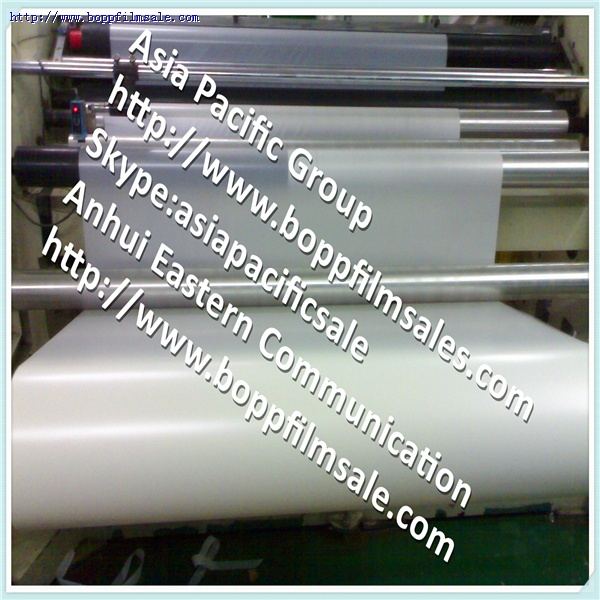 http://www.boppfilmsale.com
Asia Pacific Group
http://www.boppfilmsales.com
Skype:asiapacificsale
Anhui Eastern Communication
http://www.boppfilmsale.com